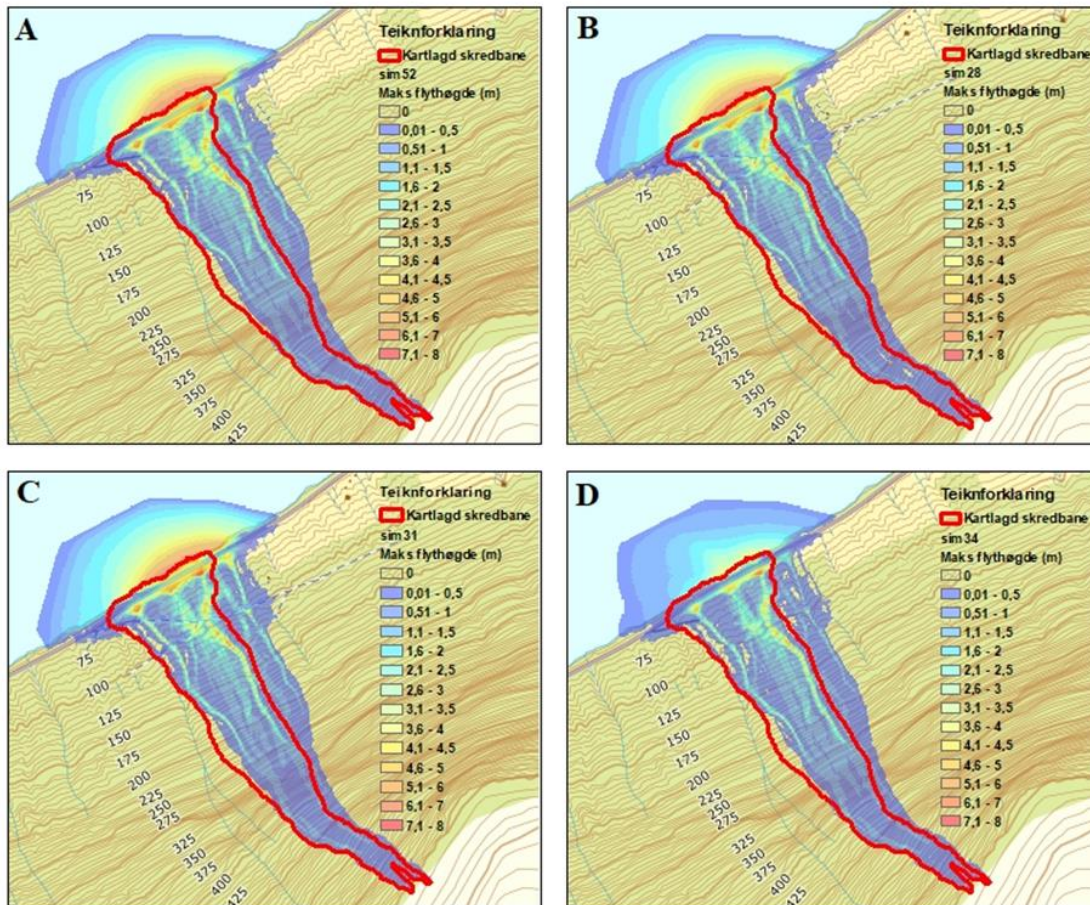 A
Teiknforklaring
Kartlagd skredbane
sim 52
Maks flythøgde (m)
0
0,01 - 0,5
0,51 - 1
1,1 - 1,5
1,6 - 2
2,1 - 2,5
2,6 - 3
3,1 - 3,5
3,6 - 4
4,1 - 4,5
4,6 - 5
5,1 - 6
6,1 - 7
7,1 - 8
75
100
125
150
175
200
225
250
275
325
350
375
400
425
B
Teiknforklaring
Kartlagd skredbane
sim 28
Maks flythøgde (m)
0
0,01 - 0,5
0,51 - 1
1,1 - 1,5
1,6 - 2
2,1 - 2,5
2,6 - 3
3,1 - 3,5
3,6 - 4
4,1 - 4,5
4,6 - 5
5,1 - 6
6,1 - 7
7,1 - 8
75
100
125
150
175
200
225
250
275
325
350
375
400
425
C
Teiknforklaring
Kartlagd skredbane
sim 31
Maks flythøgde (m)
0
0,01 - 0,5
0,51 - 1
1,1 - 1,5
1,6 - 2
2,1 - 2,5
2,6 - 3
3,1 - 3,5
3,6 - 4
4,1 - 4,5
4,6 - 5
5,1 - 6
6,1 - 7
7,1 - 8
75
100
125
150
175
200
225
250
275
325
350
375
400
425
D
Teiknforklaring
Kartlagd skredbane
sim 34
Maks flythøgde (m)
0
0,01 - 0,5
0,51 - 1
1,1 - 1,5
1,6 - 2
2,1 - 2,5
2,6 - 3
3,1 - 3,5
3,6 - 4
4,1 - 4,5
4,6 - 5
5,1 - 6
6,1 - 7
7,1 - 8
75
100
125
150
175
200
225
250
275
325
350
375
400
425